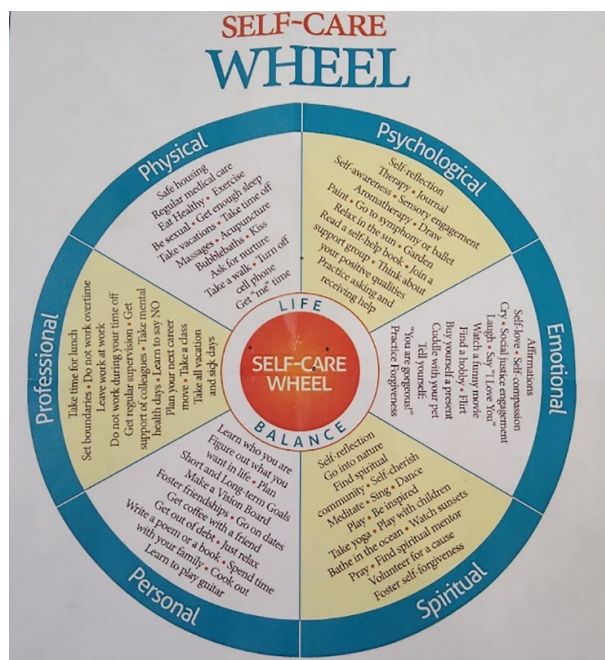 SELF-CARE
WHEEL
Physical
Safe housing
Regular medical care
Eat Healthy • Exercise
Be sexual • Get enough sleep
Take vacations • Take time off
Massages • Acupuncture
Bubblebaths • Kiss
Ask for nurture
Take a walk • Turn off
cell phone
Get "me" time
Psychological
Self-reflection
Therapy • Journal
Self-awareness • Sensory engagement
Aromatherapy • Draw
Paint • Go to symphony or ballet
Relax in the sun • Garden
Read a self-help book • Join a
support group • Think about
your positive qualities
Practice asking and
receiving help
Emotional
Affirmations
Self-love • Self-compassion
Cry • Social justice engagement
Laugh • Say "I Love You"
Watch a funny movie
Find a hobby • Flirt
Buy yourself a present
Cuddle with your pet
Tell yourself:
"You are gorgeous!"
Practice Forgiveness
Spiritual
Self-reflection
Go into nature
Find spiritual
community • Self-cherish
Meditate • Sing • Dance
Play • Be inspired
Take yoga • Play with children
Bathe in the ocean • Watch sunsets
Pray • Find spiritual mentor
Volunteer for a cause
Foster self-forgiveness
Personal
Learn who you are
Figure out what you
want in life • Plan
Short and Long-term Goals
Make a Vision Board
Foster friendships • Go on dates
Get coffee with a friend
Get out of debt • Just relax
Write a poem or a book • Spend time
with your family • Cook out
Learn to play guitar
Professional
Take time for lunch
Set boundaries • Do not work overtime
Leave work at work
Do not work during your time off
Get regular supervision • Get
support of colleagues • Take mental
health days • Learn to say NO
Plan your next career
move • Take a class
Take all vacation
and sick days
LIFE
SELF-CARE
WHEEL
BALANCE